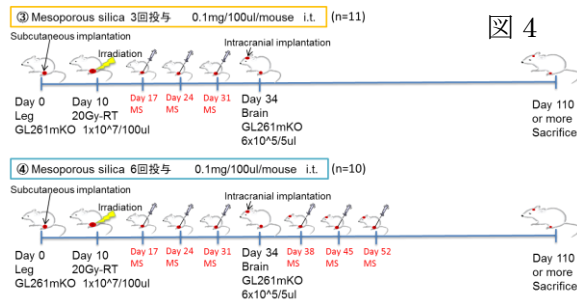 ③ Mesoporous silica 3回投与 0.1mg/100ul/mouse i.t. (n=11)
図 4
Subcutaneous implantation
Irradiation
Intracranial implantation
Day 0
Leg
GL261mKO
Day 10
20Gy-RT
1x10^7/100ul
Day 17
MS
Day 24
MS
Day 31
MS
Day 34
Brain
GL261mKO
6x10^5/5ul
Day 110
or more
Sacrifice
④ Mesoporous silica 6回投与 0.1mg/100ul/mouse i.t. (n=10)
Subcutaneous implantation
Irradiation
Intracranial implantation
Day 0
Leg
GL261mKO
Day 10
20Gy-RT
1x10^7/100ul
Day 17
MS
Day 24
MS
Day 31
MS
Day 34
Brain
GL261mKO
6x10^5/5ul
Day 38
MS
Day 45
MS
Day 52
MS
Day 110
or more
Sacrifice